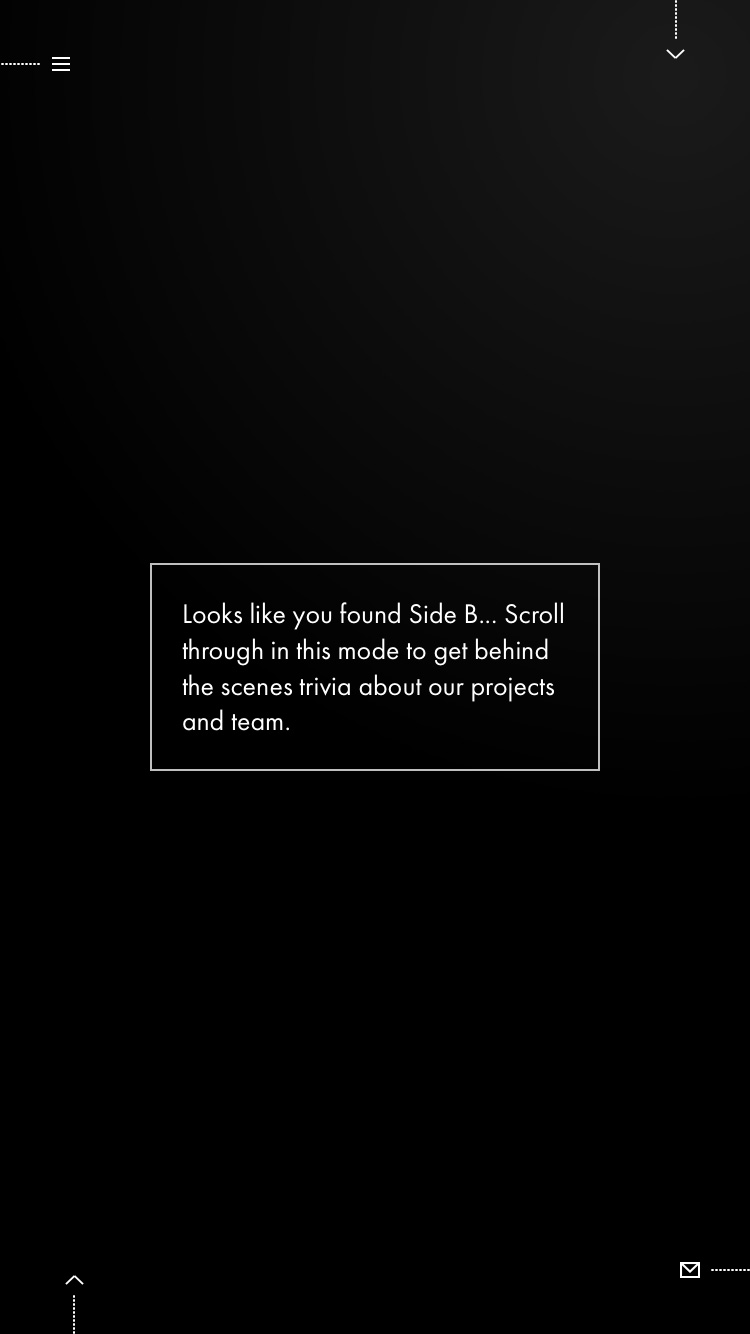 Looks like you found Side B... Scroll
through in this mode to get behind
the scenes trivia about our projects
and team.